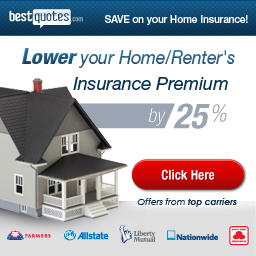 bestquotes.com
SAVE on your Home Insurance!
Lower your Home/Renter's
Insurance Premium
by 25%
Click Here
Offers from top carriers
FARMERS
Allstate
Liberty
Mutual
Nationwide